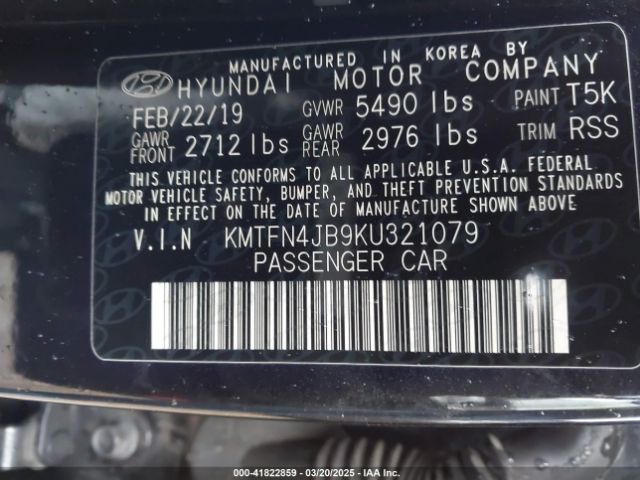 MANUFACTURED IN KOREA BY
HYUNDAI MOTOR COMPANY
FEB/22/19 GVWR 5490 lbs PAINT T5K
GAWR FRONT 2712 lbs GAWR REAR 2976 lbs TRIM RSS
THIS VEHICLE CONFORMS TO ALL APPLICABLE U.S.A. FEDERAL
MOTOR VEHICLE SAFETY, BUMPER, AND THEFT PREVENTION STANDARDS
IN EFFECT ON THE DATE OF MANUFACTURE SHOWN ABOVE.
V.I.N KMTFN4JB9KU321079
PASSENGER CAR
000-41822859 — 03/20/2025 — IAA Inc.